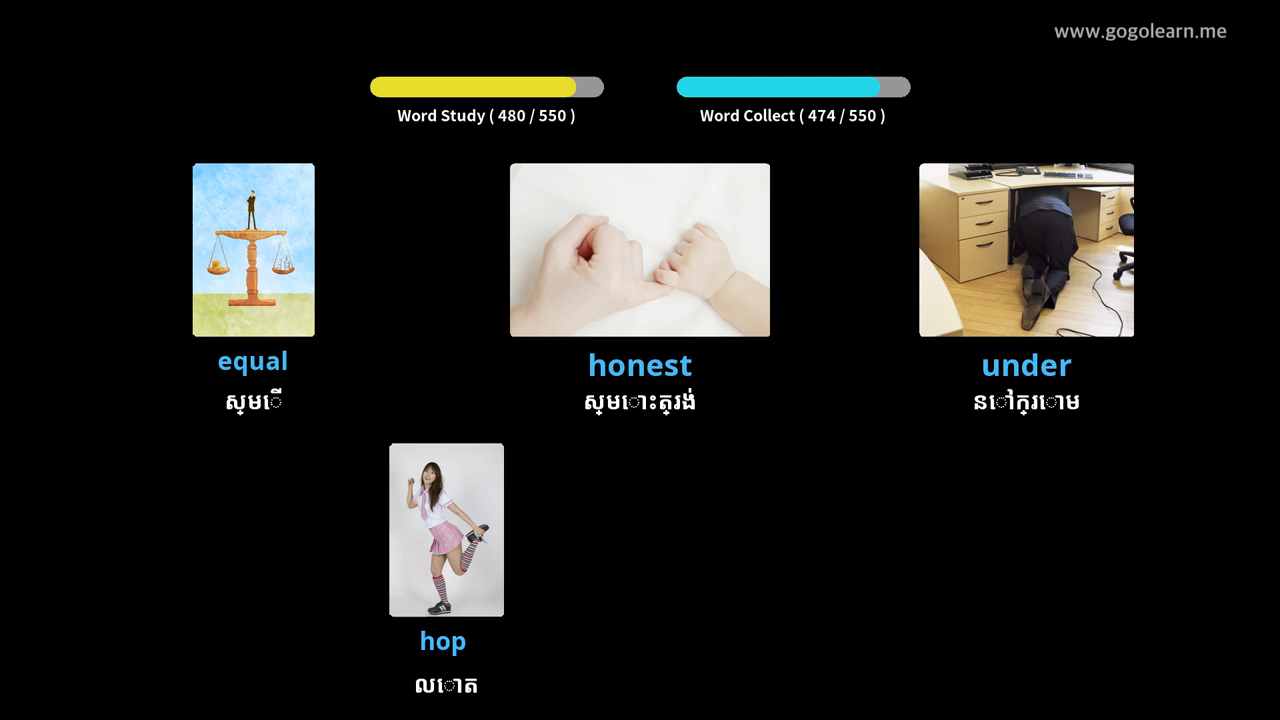 www.gogolearn.me
Word Study ( 480 / 550 )
Word Collect ( 474 / 550 )
equal
ស្មើ
honest
ស្មោះត្រង់
under
នៅក្រោម
hop
លោត